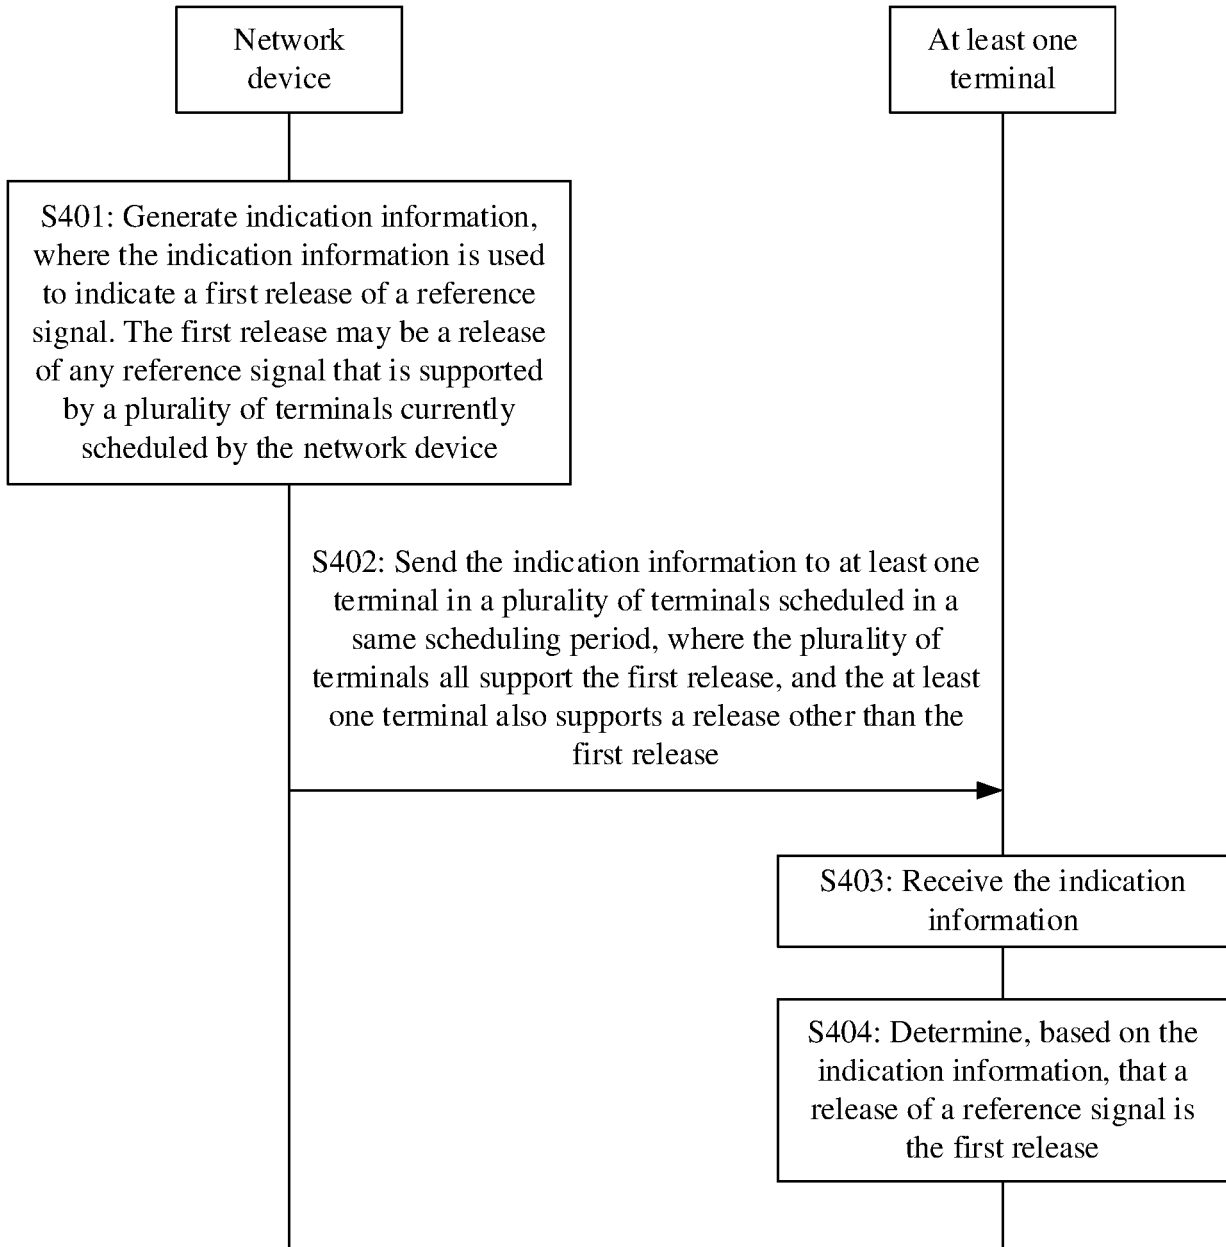 Network
device
At least one
terminal
S401: Generate indication information,
where the indication information is used
to indicate a first release of a reference
signal. The first release may be a release
of any reference signal that is supported
by a plurality of terminals currently
scheduled by the network device
S402: Send the indication information to at least one
terminal in a plurality of terminals scheduled in a
same scheduling period, where the plurality of
terminals all support the first release, and the at least
one terminal also supports a release other than the
first release
S403: Receive the indication
information
S404: Determine, based on the
indication information, that a
release of a reference signal is
the first release